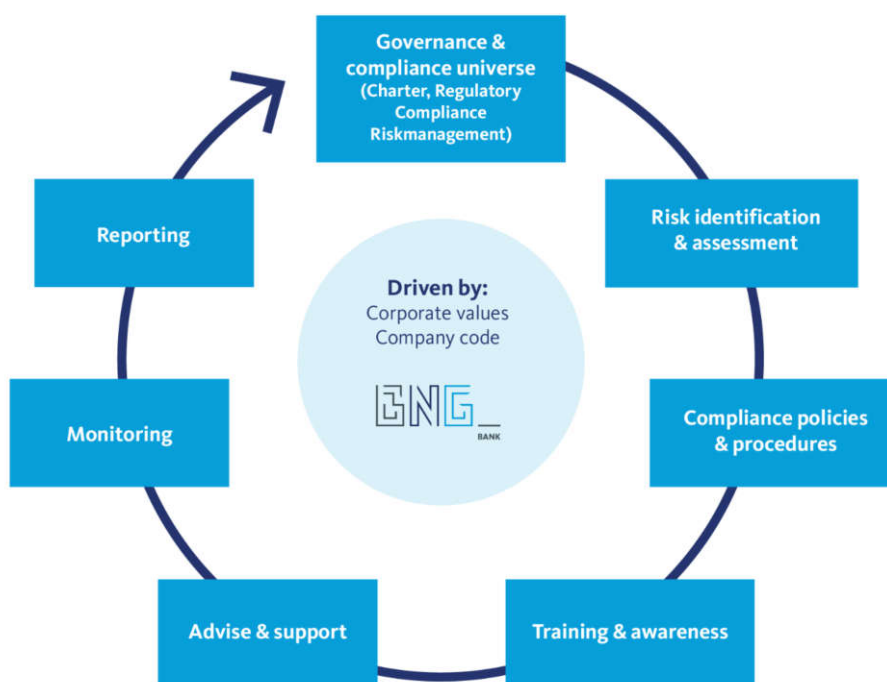 Governance &
compliance universe
(Charter, Regulatory
Compliance
Riskmanagement)
Risk identification
& assessment
Compliance policies
& procedures
Training & awareness
Advise & support
Monitoring
Reporting
Driven by:
Corporate values
Company code
BNG_
BANK